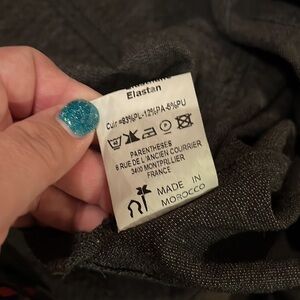 Elastan
Cuir =83%PL-12%PA-5%PU
PARENTHESES
6 RUE DE L'ANCIEN COURRIER
3400 MONTPELLIER
FRANCE
MADE IN
MOROCCO